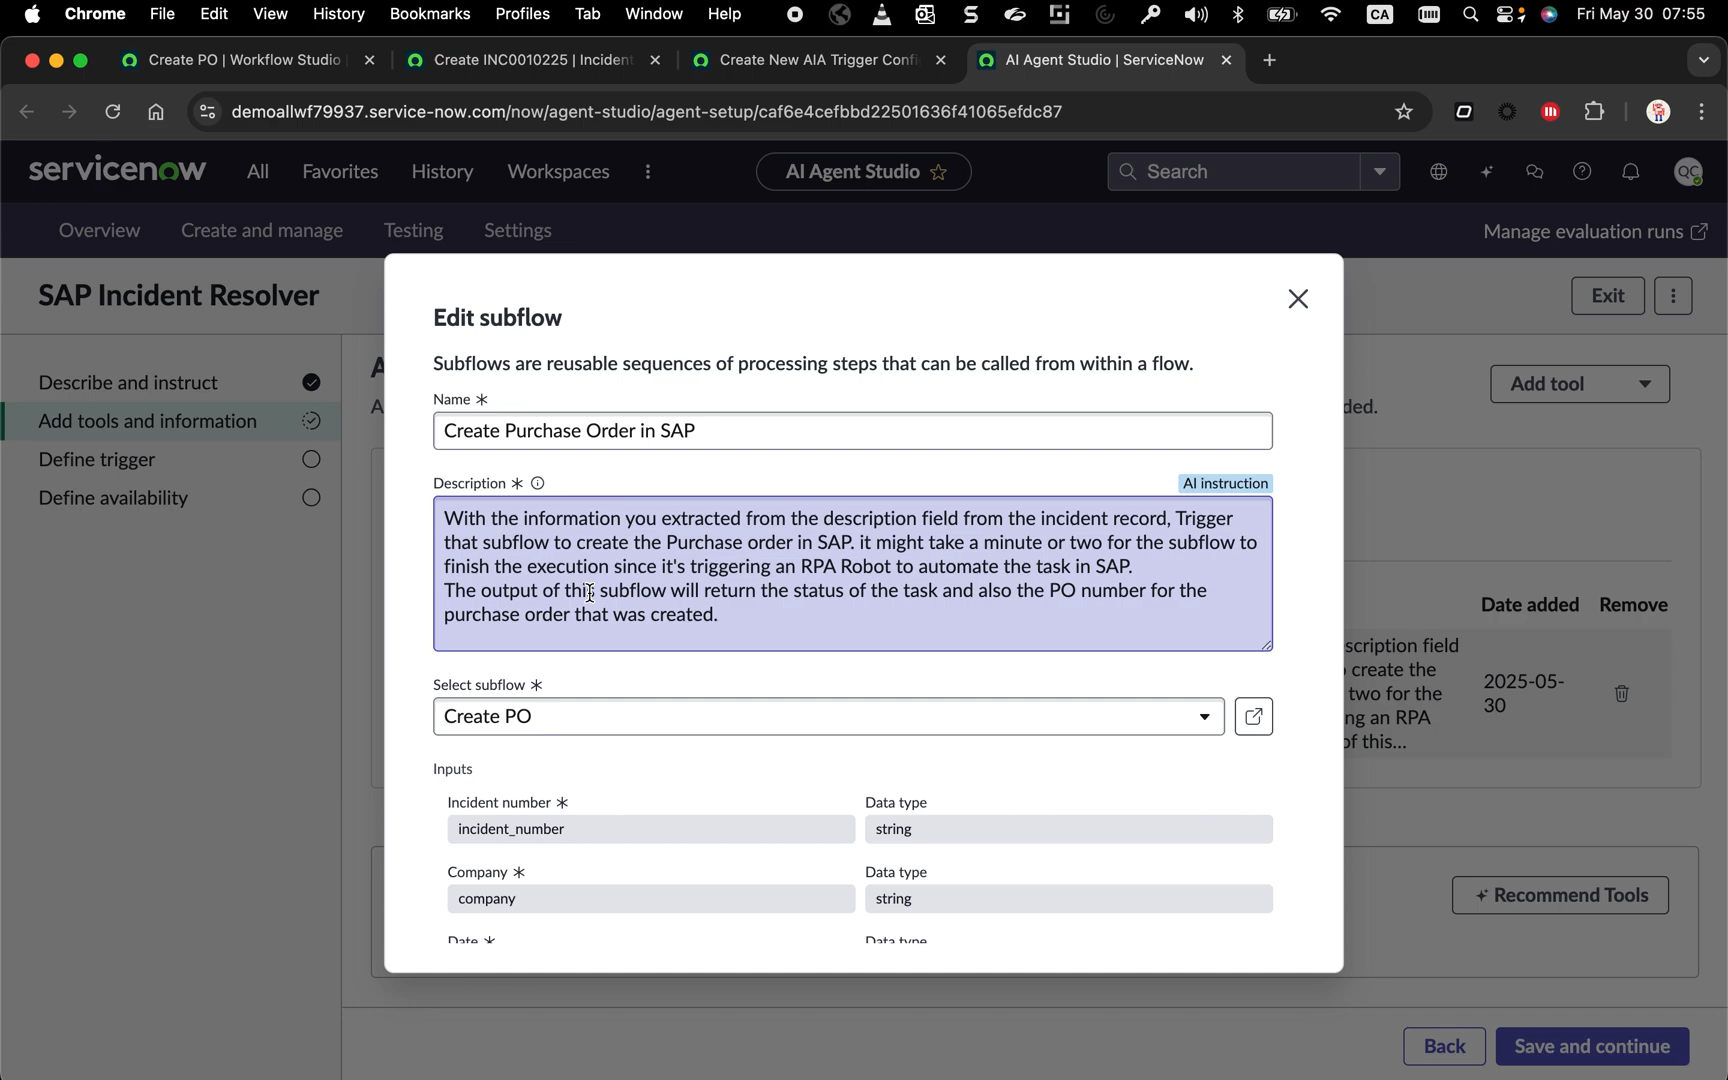 Chrome File Edit View History Bookmarks Profiles Tab Window Help CA Fri May 30 07:55
Create PO | Workflow Studio Create INC0010225 | Inciden Create New AIA Trigger Confi AI Agent Studio | ServiceNow
demoallwf79937.service-now.com/now/agent-studio/agent-setup/caf6e4cefbbd22501636f41065efdc87
servicenow All Favorites History Workspaces AI Agent Studio Search QC
Overview Create and manage Testing Settings Manage evaluation runs
SAP Incident Resolver Exit
Describe and instruct
Add tools and information
Define trigger
Define availability
A
A
ded.
Add tool
Edit subflow
Subflows are reusable sequences of processing steps that can be called from within a flow.
Name *
Create Purchase Order in SAP
Description * AI instruction
With the information you extracted from the description field from the incident record, Trigger
that subflow to create the Purchase order in SAP. it might take a minute or two for the subflow to
finish the execution since it's triggering an RPA Robot to automate the task in SAP.
The output of this subflow will return the status of the task and also the PO number for the
purchase order that was created.
Select subflow *
Create PO
Inputs
Incident number * Data type
incident_number string
Company * Data type
company string
Date * Data type
Date added Remove
scription field
create the
two for the
ng an RPA
of this...
2025-05-
30
Recommend Tools
Back Save and continue